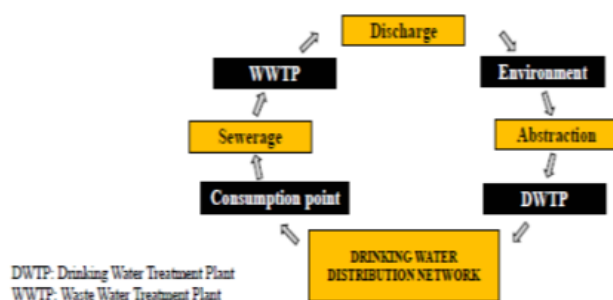 Discharge
WWTP
Environment
Sewerage
Abstraction
Consumption point
DWTP
DRINKING WATER
DISTRIBUTION NETWORK
DWTP: Drinking Water Treatment Plant
WWTP: Waste Water Treatment Plant